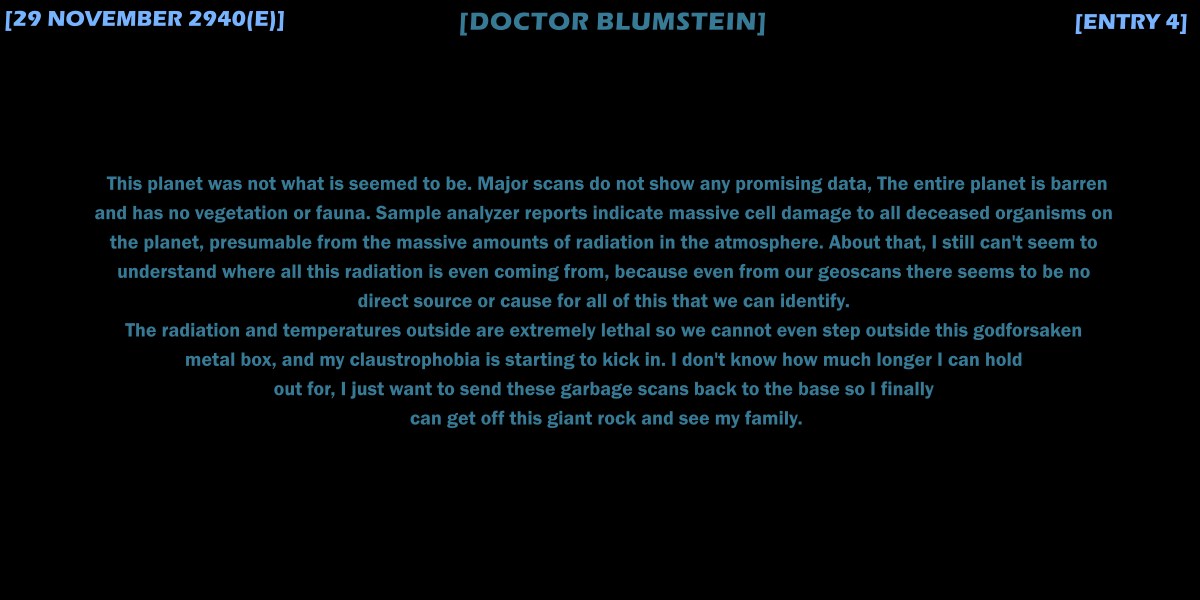 [29 NOVEMBER 2940(E)]
[DOCTOR BLUMSTEIN]
[ENTRY 4]
This planet was not what is seemed to be. Major scans do not show any promising data, The entire planet is barren
and has no vegetation or fauna. Sample analyzer reports indicate massive cell damage to all deceased organisms on
the planet, presumable from the massive amounts of radiation in the atmosphere. About that, I still can't seem to
understand where all this radiation is even coming from, because even from our geoscans there seems to be no
direct source or cause for all of this that we can identify.
The radiation and temperatures outside are extremely lethal so we cannot even step outside this godforsaken
metal box, and my claustrophobia is starting to kick in. I don't know how much longer I can hold
out for, I just want to send these garbage scans back to the base so I finally
can get off this giant rock and see my family.